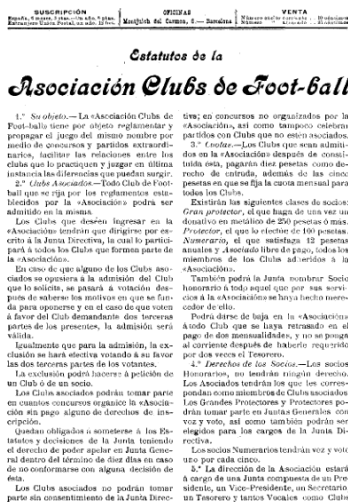 SUSCRIPCIÓN
OFICINAS
Montjuich del Carmen, 5.— Barcelona
VENTA
Estatutos de la
Asociación Clubs de Foot-ball
1.º Su objeto.—La «Asociación Clubs de
Foot-ball» tiene por objeto reglamentar y
propagar el juego del mismo nombre por
medio de concursos y partidos extraordi-
narios, facilitar las relaciones entre los
clubs que lo practiquen y juzgar en última
instancia las diferencias que puedan surgir.
2.º Clubs Asociados.—Todo Club de Foot-
ball que se rija por los reglamentos esta-
blecidos por la «Asociación» podrá ser
admitido en la misma.
Los Clubs que deseen ingresar en la
«Asociación» tendrán que dirigirse por es-
crito á la Junta Directiva, la cual lo partici-
pará á todos los Clubs que formen parte de
la «Asociación».
En caso de que alguno de los Clubs aso-
ciados se opusiera á la admisión del Club
que lo solicita, se pasará á votación des-
pués de saberse los motivos en que se fun-
da para oponerse y en el caso de que voten
á favor del Club demandante dos terceras
partes de los presentes, la admisión será
válida.
Igualmente que para la admisión, la ex-
clusión se hará efectiva votando á su favor
las dos terceras partes de los votantes.
La exclusión podrá hacerse á petición de
un Club ó de un socio.
Los Clubs asociados podrán tomar parte
en cuantos concursos organice la «Asocia-
ción sin pago alguno de derechos de ins-
cripción.
Quedan obligados á someterse á los Es-
tatutos y decisiones de la Junta teniendo
el derecho de poder apelar en Junta Gene-
ral dentro del término de diez días en caso
de no conformarse con alguna decisión de
ésta.
Los Clubs asociados no podrán tomar
parte sin consentimiento de la Junta Direc-
tiva; en concursos no organizados por la
«Asociación», así como tampoco celebrar
partidos con Clubs que no estén asociados.
3.º Cuotas.—Los Clubs que sean admiti-
dos en la «Asociación» después de consti-
tuída ésta, pagarán diez pesetas como de-
recho de entrada, además de las cinco
pesetas en que se fija la cuota mensual para
todos los Clubs.
Existirán las siguientes clases de socios:
Gran protector, el que haga de una vez un
donativo en metálico de 250 pesetas ó más.
Protector, el que lo efectúe de 100 pesetas.
Numerario, el que satisfaga 12 pesetas
anuales y Asociado libre de pago, todos los
miembros de los Clubs adheridos á la
«Asociación».
También podrá la Junta nombrar Socio
honorario á todo aquel que por sus servi-
cios á la «Asociación» se haya hecho mere-
cedor de ello.
Podrá darse de baja en la «Asociación»
á todo Club que se haya retrasado en el
pago de dos mensualidades, y no se ponga
al corriente después de haberle requerido
por dos veces el Tesorero.
4.º Derechos de los Socios.—Los socios
Honorarios, no tendrán ningún derecho.
Los Asociados tendrán los que les corres-
pondan como miembros de Clubs asociados
Los Grandes Protectores y Protectores po-
drán tomar parte en Juntas Generales con
voz y voto, así como también podrán ser
elegidos para los cargos de la Junta Di-
rectiva.
Los socios Numerarios tendrán voz y voto
uno por cada cinco.
5.º La dirección de la Asociación estará
á cargo de una Junta compuesta de un Pre
sidente, un Vice-Presidente, un Secretario
un Tesorero y tantos Vocales como Clubs